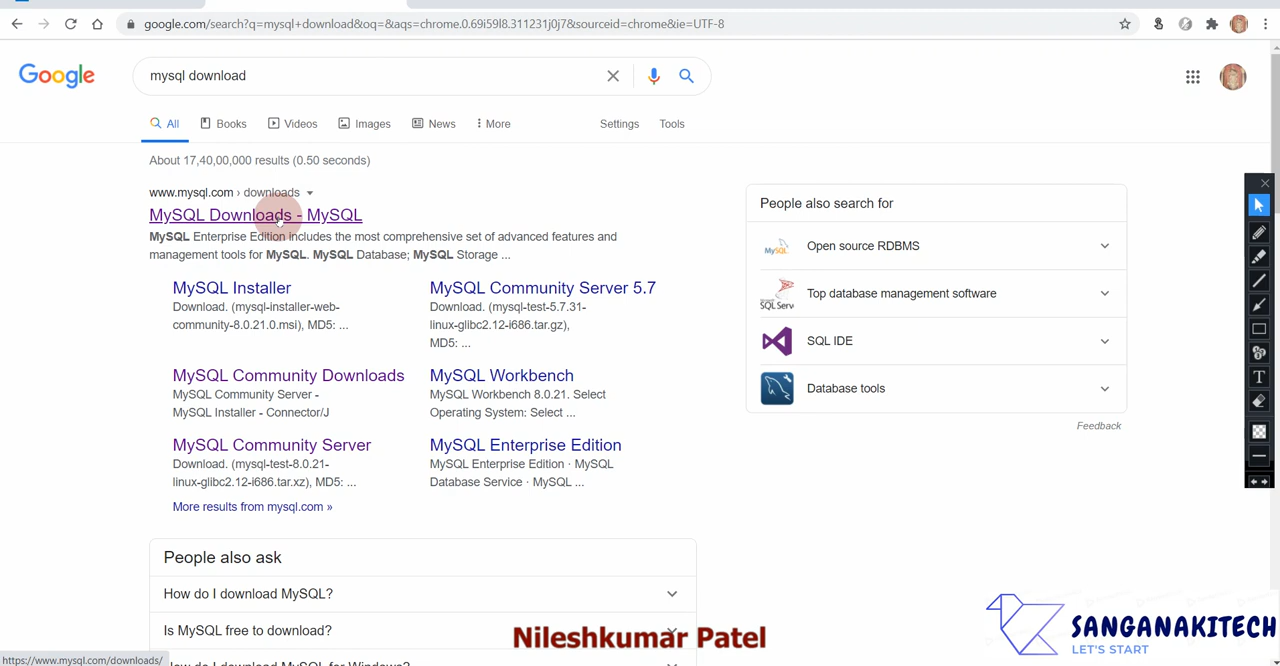 google.com/search?q=mysql+download&oq=&aqs=chrome.0.69i59l8.311231j0j7&sourceid=chrome&ie=UTF-8
Google
mysql download
All
Books
Videos
Images
News
More
Settings
Tools
About 17,40,00,000 results (0.50 seconds)
www.mysql.com › downloads
MySQL Downloads - MySQL
MySQL Enterprise Edition includes the most comprehensive set of advanced features and
management tools for MySQL. MySQL Database; MySQL Storage ...
MySQL Installer
Download. (mysql-installer-web-
community-8.0.21.0.msi), MD5: ...
MySQL Community Server 5.7
Download. (mysql-test-5.7.31-
linux-glibc2.12-i686.tar.gz),
MD5: ...
MySQL Community Downloads
MySQL Community Server -
MySQL Installer - Connector/J
MySQL Workbench
MySQL Workbench 8.0.21. Select
Operating System: Select ...
MySQL Community Server
Download. (mysql-test-8.0.21-
linux-glibc2.12-i686.tar.xz), MD5: ...
MySQL Enterprise Edition
MySQL Enterprise Edition · MySQL
Database Service · MySQL ...
More results from mysql.com »
People also search for
MySQL
Open source RDBMS
SQL Serv
Top database management software
SQL IDE
Database tools
Feedback
People also ask
How do I download MySQL?
Is MySQL free to download?
How do I download MySQL for Windows?
https://www.mysql.com/downloads/
Nileshkumar Patel
SANGANAKITECH
LET'S START
T